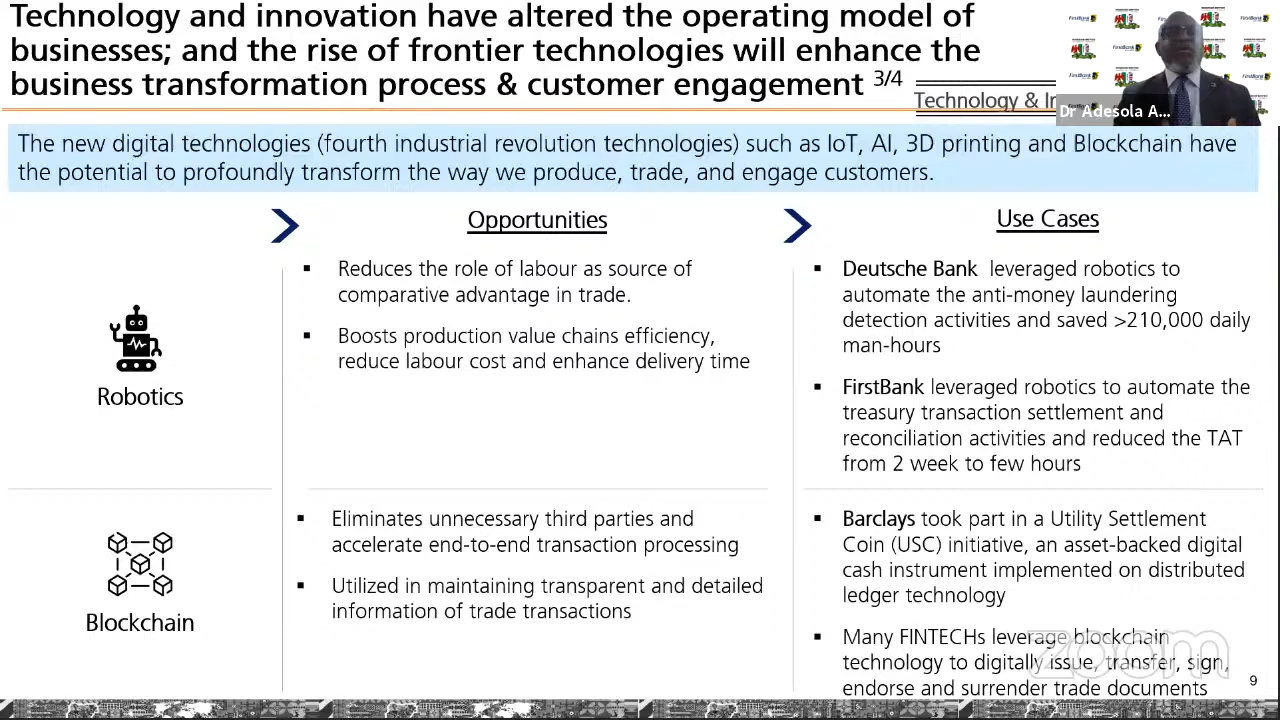 Technology and innovation have altered the operating model of
businesses; and the rise of frontier technologies will enhance the
business transformation process & customer engagement 3/4
Technology & I
Dr Adesola A...
FirstBank
The new digital technologies (fourth industrial revolution technologies) such as IoT, AI, 3D printing and Blockchain have
the potential to profoundly transform the way we produce, trade, and engage customers.
Opportunities
Use Cases
Robotics
▪ Reduces the role of labour as source of
comparative advantage in trade.
▪ Boosts production value chains efficiency,
reduce labour cost and enhance delivery time
▪ Deutsche Bank leveraged robotics to
automate the anti-money laundering
detection activities and saved >210,000 daily
man-hours
▪ FirstBank leveraged robotics to automate the
treasury transaction settlement and
reconciliation activities and reduced the TAT
from 2 week to few hours
Blockchain
▪ Eliminates unnecessary third parties and
accelerate end-to-end transaction processing
▪ Utilized in maintaining transparent and detailed
information of trade transactions
▪ Barclays took part in a Utility Settlement
Coin (USC) initiative, an asset-backed digital
cash instrument implemented on distributed
ledger technology
▪ Many FINTECHs leverage blockchain
technology to digitally issue, transfer, sign,
endorse and surrender trade documents
zoom
9